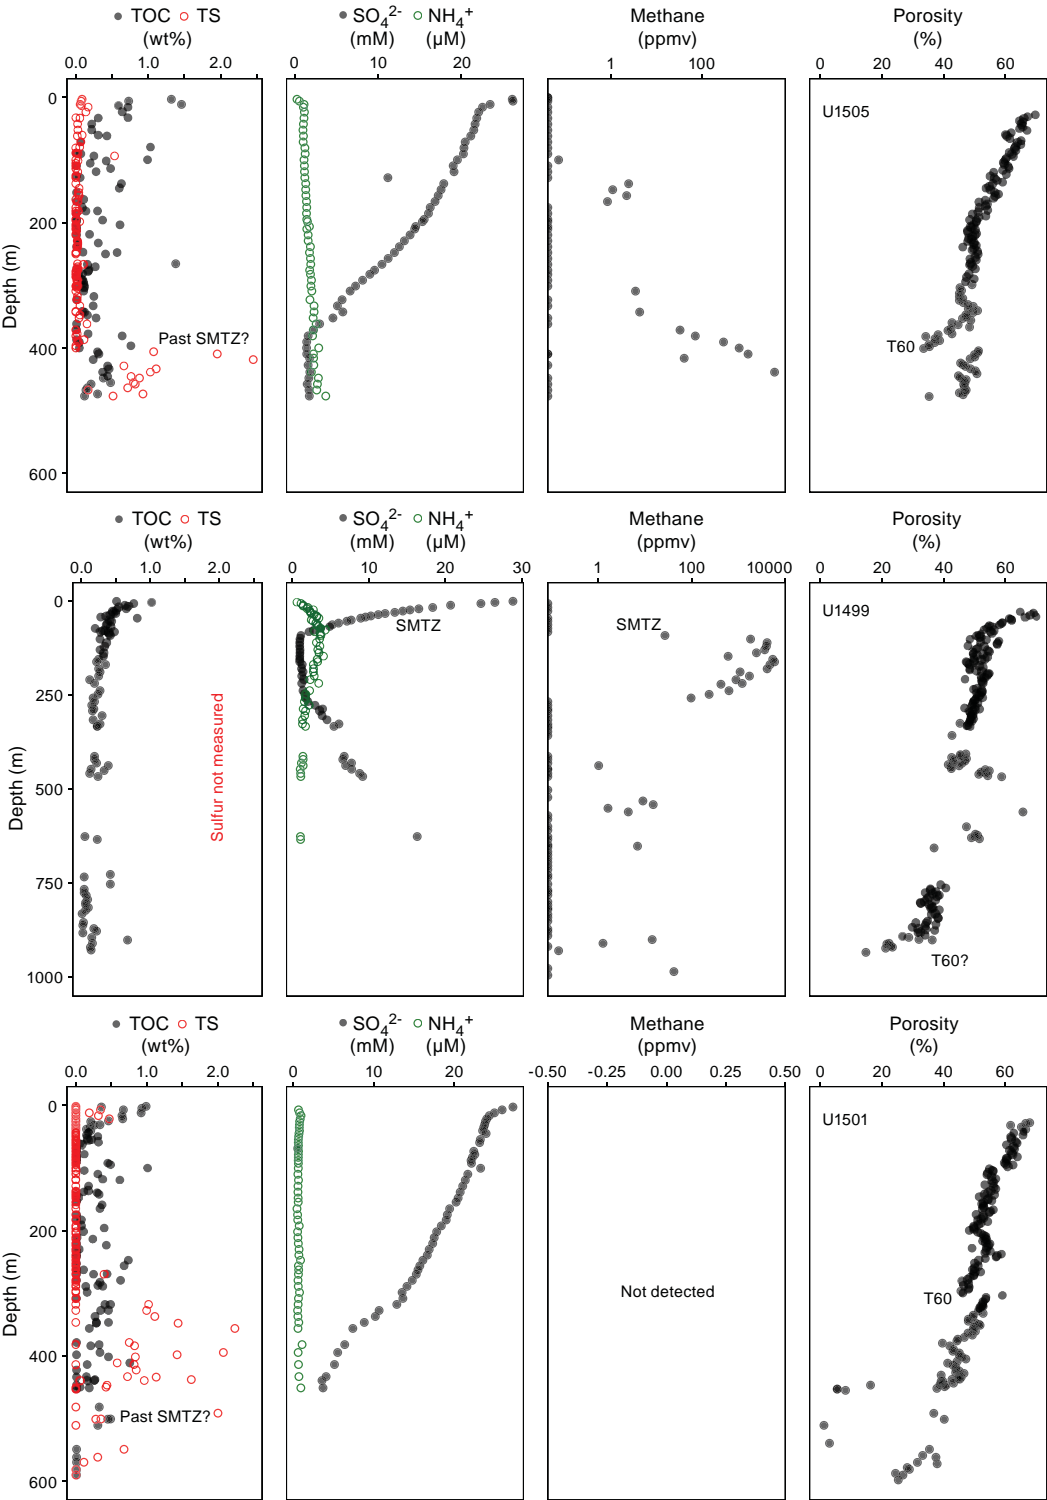 TOC TS
(wt%)
0.0 1.0 2.0
SO₄²⁻ NH₄⁺
(mM) (µM)
0 10 20
Methane
(ppmv)
1 100
Porosity
(%)
0 20 40 60
Depth (m)
0
200
400
600
Past SMTZ?
U1505
T60
TOC TS
(wt%)
0.0 1.0 2.0
SO₄²⁻ NH₄⁺
(mM) (µM)
0 10 20 30
Methane
(ppmv)
1 100 10000
Porosity
(%)
0 20 40 60
Depth (m)
0
250
500
750
1000
Sulfur not measured
SMTZ
SMTZ
U1499
T60?
TOC TS
(wt%)
0.0 1.0 2.0
SO₄²⁻ NH₄⁺
(mM) (µM)
0 10 20
Methane
(ppmv)
-0.50 -0.25 0.00 0.25 0.50
Porosity
(%)
0 20 40 60
Depth (m)
0
200
400
600
Past SMTZ?
Not detected
U1501
T60